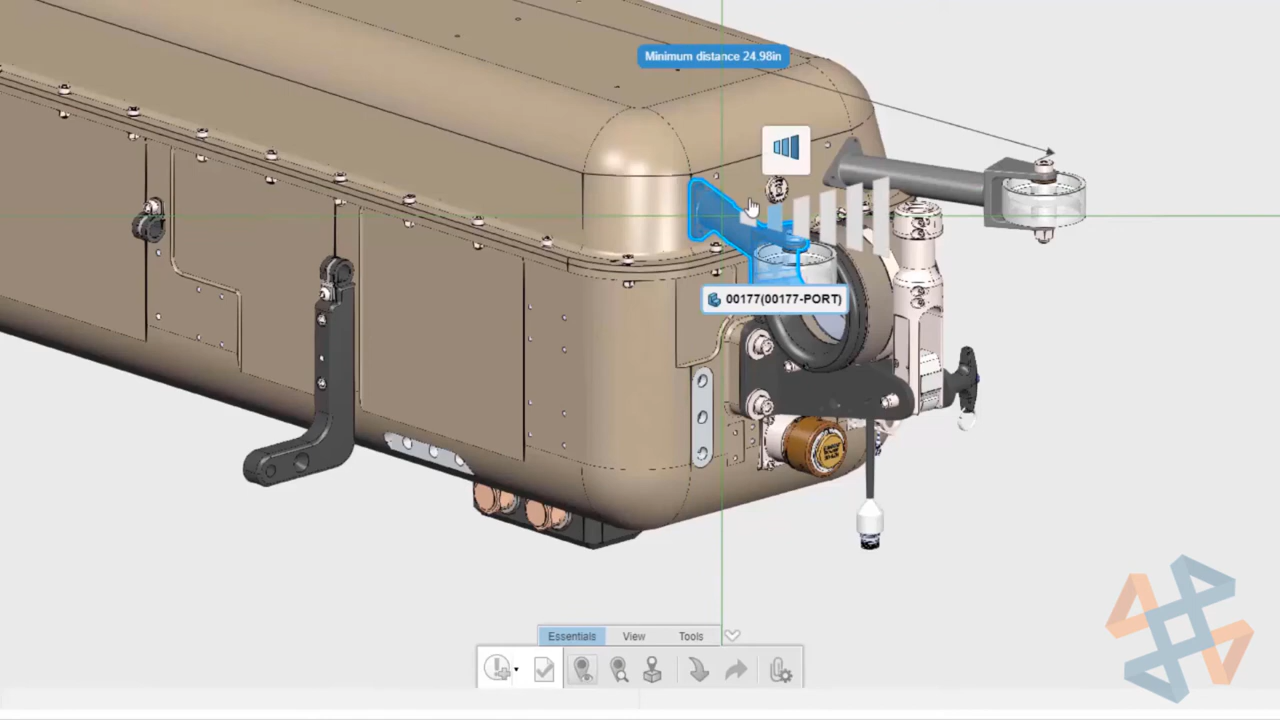 Minimum distance 24.98in
00177(00177-PORT)
Essentials View Tools